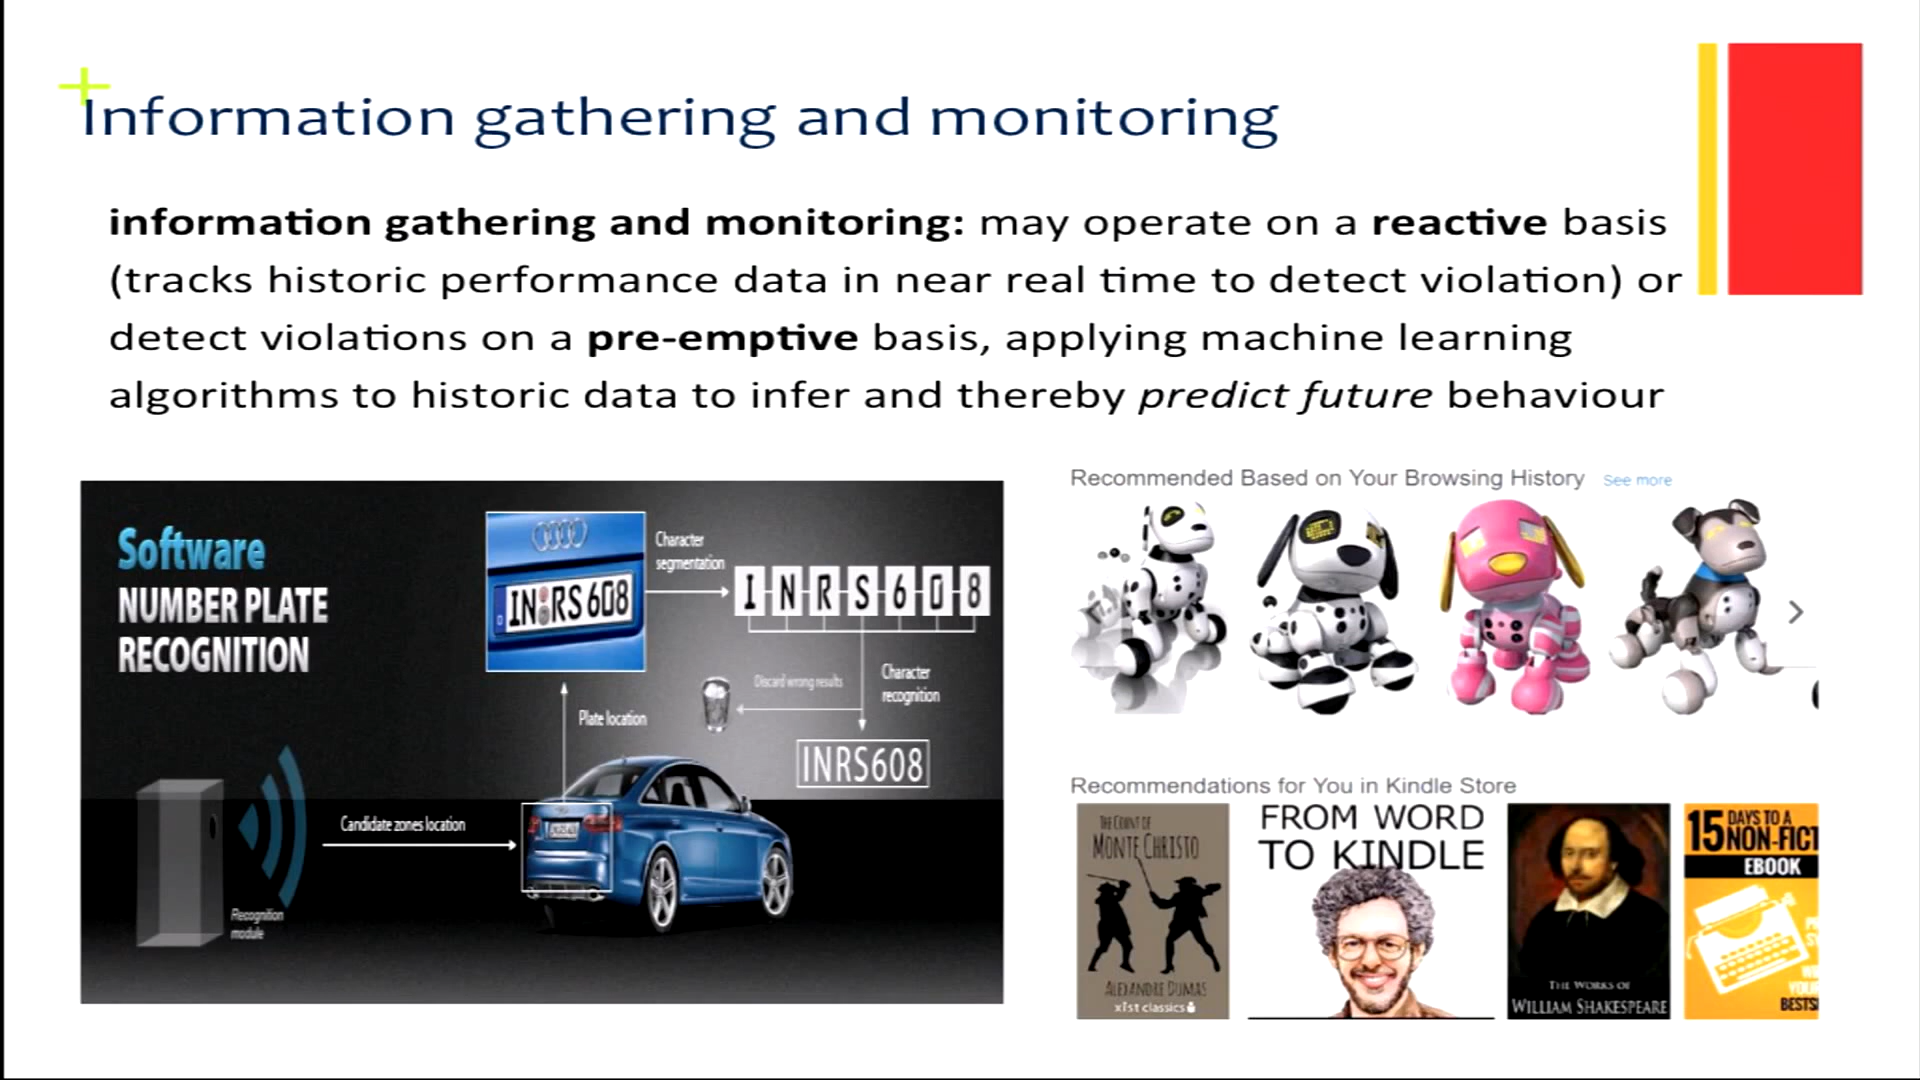 Information gathering and monitoring
information gathering and monitoring: may operate on a reactive basis
(tracks historic performance data in near real time to detect violation) or
detect violations on a pre-emptive basis, applying machine learning
algorithms to historic data to infer and thereby predict future behaviour
Software
NUMBER PLATE
RECOGNITION
IN RS 608
Character
segmentation
I N R S 6 0 8
Discard wrong results
Character
recognition
Plate location
INRS608
Candidate zones location
Recognition
module
Recommended Based on Your Browsing History See more
Recommendations for You in Kindle Store
THE COUNT OF
MONTE CHRISTO
ALEXANDRE DUMAS
x1st classics
FROM WORD
TO KINDLE
THE WORKS OF
WILLIAM SHAKESPEARE
15 DAYS TO A
NON-FICT
EBOOK
BESTS